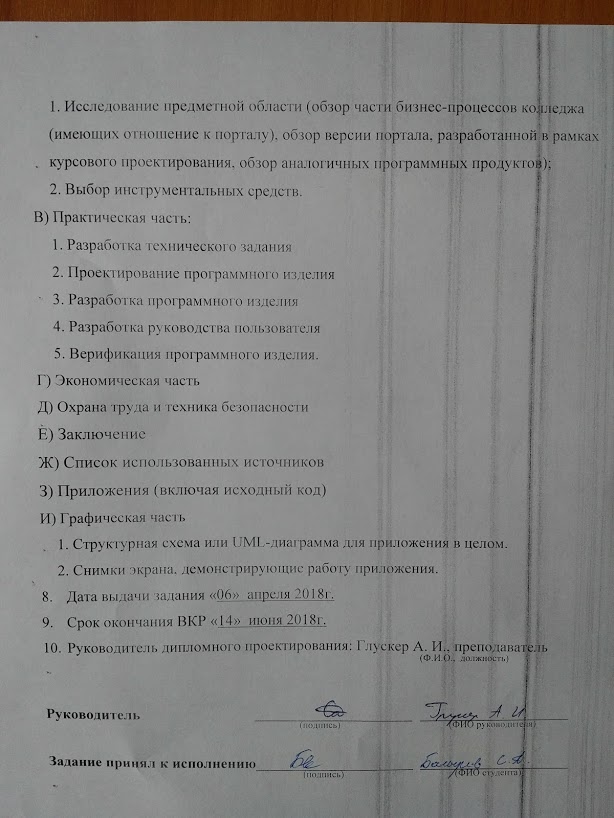 1. Исследование предметной области (обзор части бизнес-процессов колледжа
(имеющих отношение к порталу), обзор версии портала, разработанной в рамках
курсового проектирования, обзор аналогичных программных продуктов);
2. Выбор инструментальных средств.
В) Практическая часть:
1. Разработка технического задания
2. Проектирование программного изделия
3. Разработка программного изделия
4. Разработка руководства пользователя
5. Верификация программного изделия.
Г) Экономическая часть
Д) Охрана труда и техника безопасности
Е) Заключение
Ж) Список использованных источников
З) Приложения (включая исходный код)
И) Графическая часть
1. Структурная схема или UML-диаграмма для приложения в целом.
2. Снимки экрана, демонстрирующие работу приложения.
8. Дата выдачи задания «06» апреля 2018г.
9. Срок окончания ВКР «14» июня 2018г.
10. Руководитель дипломного проектирования: Глускер А. И., преподаватель
(Ф.И.О., должность)
Руководитель А И
(подпись) (ФИО руководителя)
Задание принял к исполнению С.А.
(подпись) (ФИО студента)